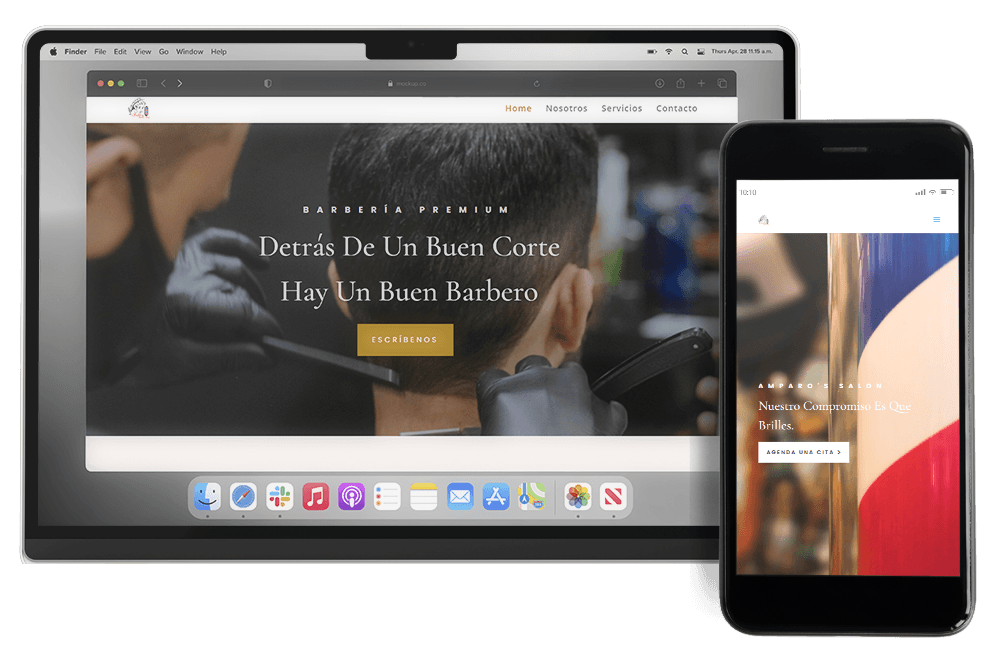 Finder File Edit View Go Window Help
Thurs Apr. 28 11:15 a.m.
Home Nosotros Servicios Contacto
BARBERÍA PREMIUM
Detrás De Un Buen Corte
Hay Un Buen Barbero
ESCRÍBENOS
10:10
AMPARO'S SALON
Nuestro Compromiso Es Que
Brilles.
AGENDA UNA CITA >